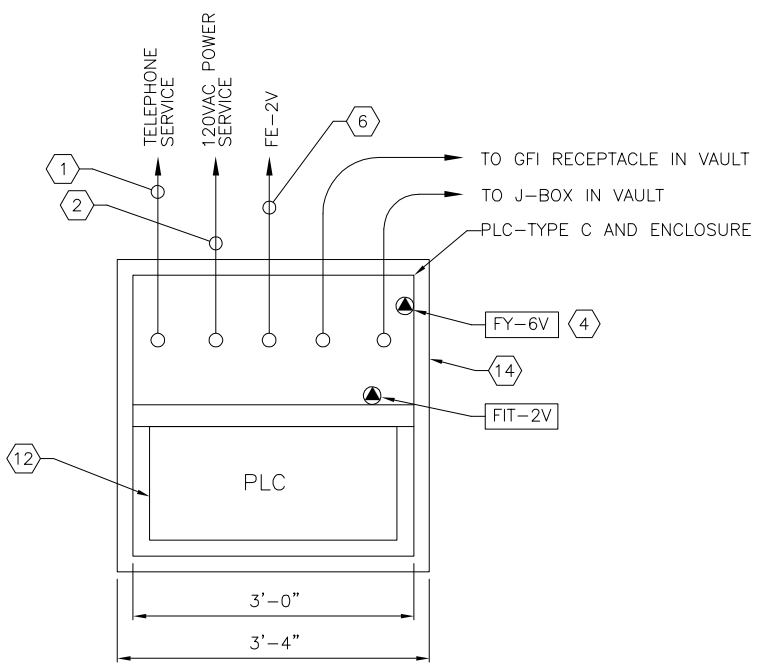 TELEPHONE
SERVICE
120VAC POWER
SERVICE
FE-2V
6
1
2
TO GFI RECEPTACLE IN VAULT
TO J-BOX IN VAULT
PLC-TYPE C AND ENCLOSURE
FY-6V
4
14
FIT-2V
12
PLC
3'-0"
3'-4"